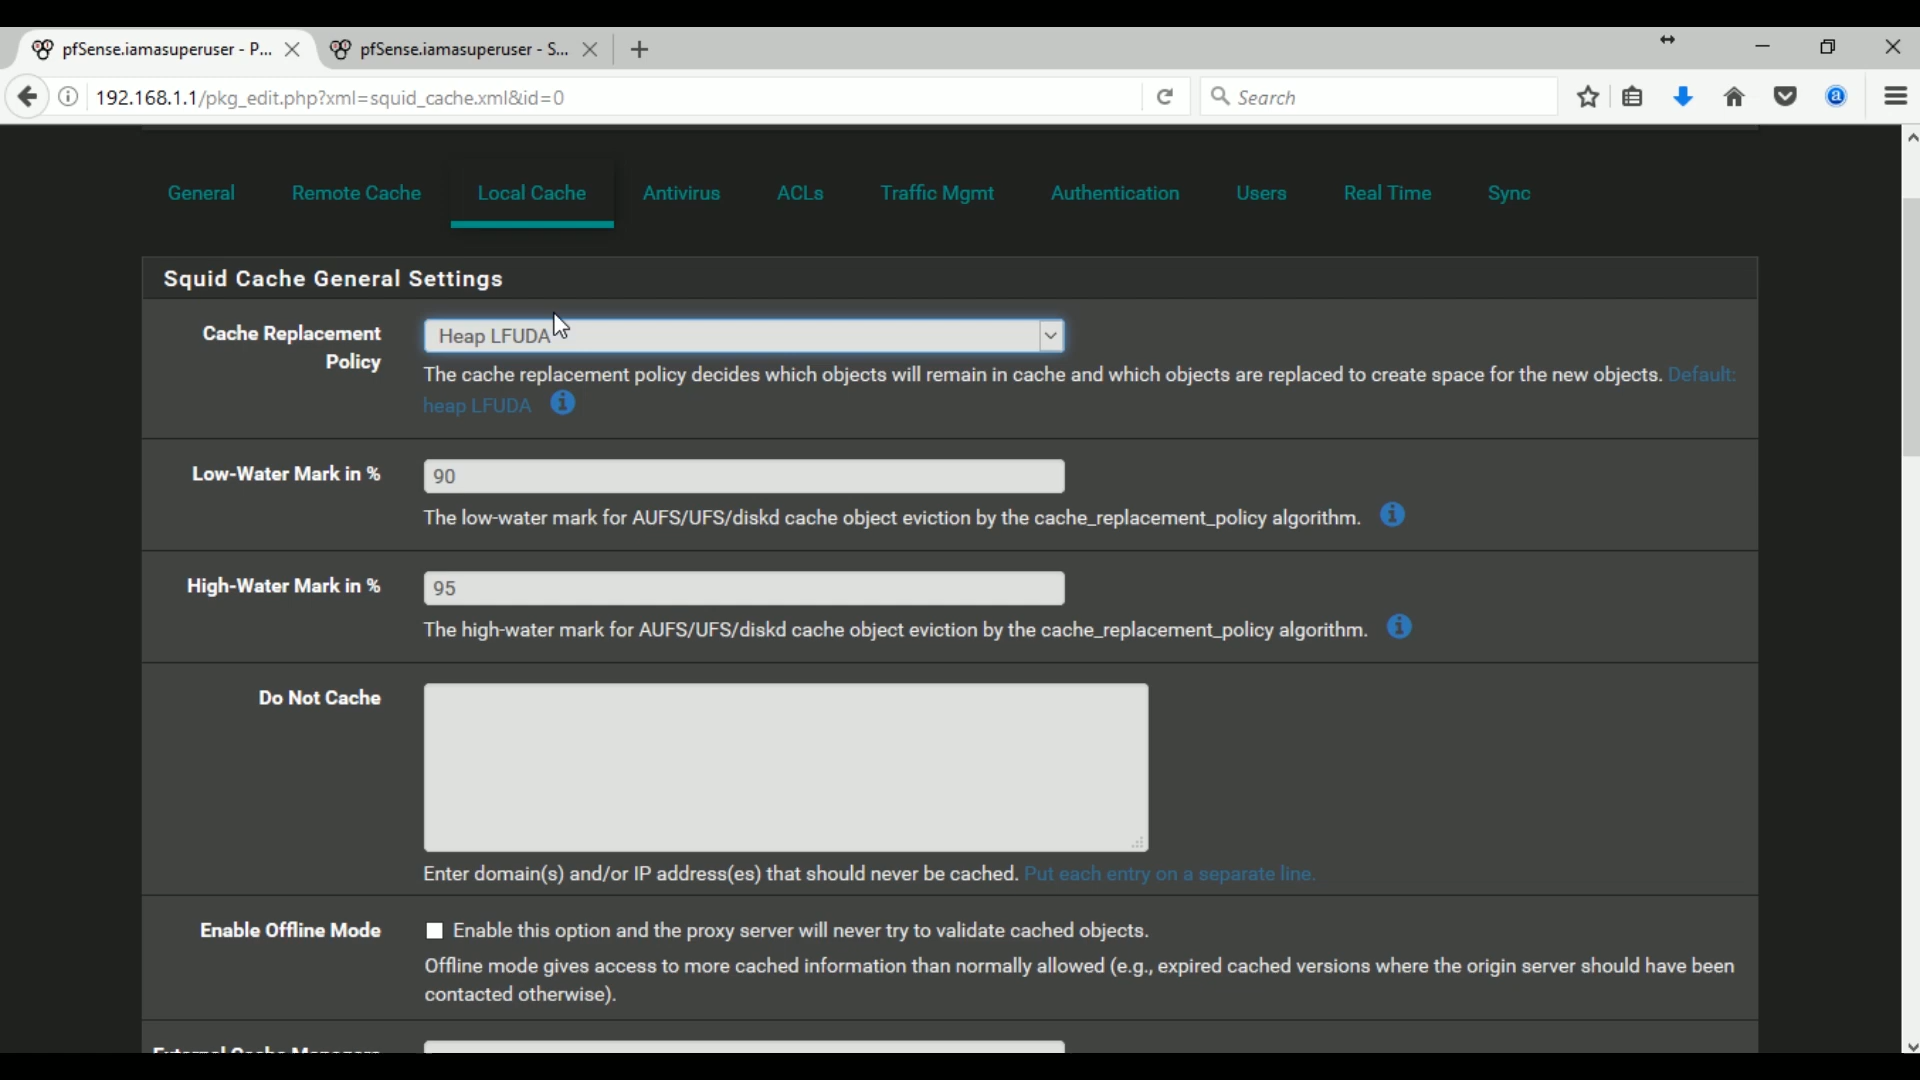 pfSense.iamasuperuser - P...
pfSense.iamasuperuser - S...
192.168.1.1/pkg_edit.php?xml=squid_cache.xml&id=0
Search
General Remote Cache Local Cache Antivirus ACLs Traffic Mgmt Authentication Users Real Time Sync
Squid Cache General Settings
Cache Replacement
Policy
Heap LFUDA
The cache replacement policy decides which objects will remain in cache and which objects are replaced to create space for the new objects. Default:
heap LFUDA
Low-Water Mark in %
90
The low-water mark for AUFS/UFS/diskd cache object eviction by the cache_replacement_policy algorithm.
High-Water Mark in %
95
The high-water mark for AUFS/UFS/diskd cache object eviction by the cache_replacement_policy algorithm.
Do Not Cache
Enter domain(s) and/or IP address(es) that should never be cached. Put each entry on a separate line.
Enable Offline Mode
Enable this option and the proxy server will never try to validate cached objects.
Offline mode gives access to more cached information than normally allowed (e.g., expired cached versions where the origin server should have been
contacted otherwise).